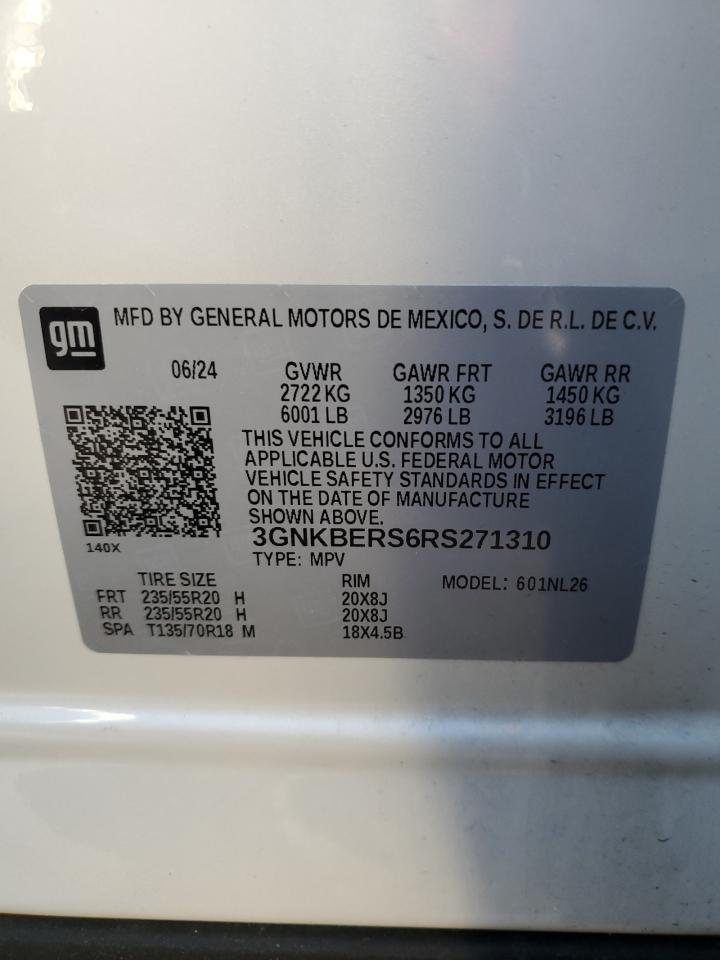 gm
MFD BY GENERAL MOTORS DE MEXICO, S. DE R.L. DE C.V.
06/24 GVWR GAWR FRT GAWR RR
2722 KG 1350 KG 1450 KG
6001 LB 2976 LB 3196 LB
THIS VEHICLE CONFORMS TO ALL
APPLICABLE U.S. FEDERAL MOTOR
VEHICLE SAFETY STANDARDS IN EFFECT
ON THE DATE OF MANUFACTURE
SHOWN ABOVE.
3GNKBERS6RS271310
140X
TYPE: MPV
TIRE SIZE RIM MODEL: 601NL26
FRT 235/55R20 H 20X8J
RR 235/55R20 H 20X8J
SPA T135/70R18 M 18X4.5B